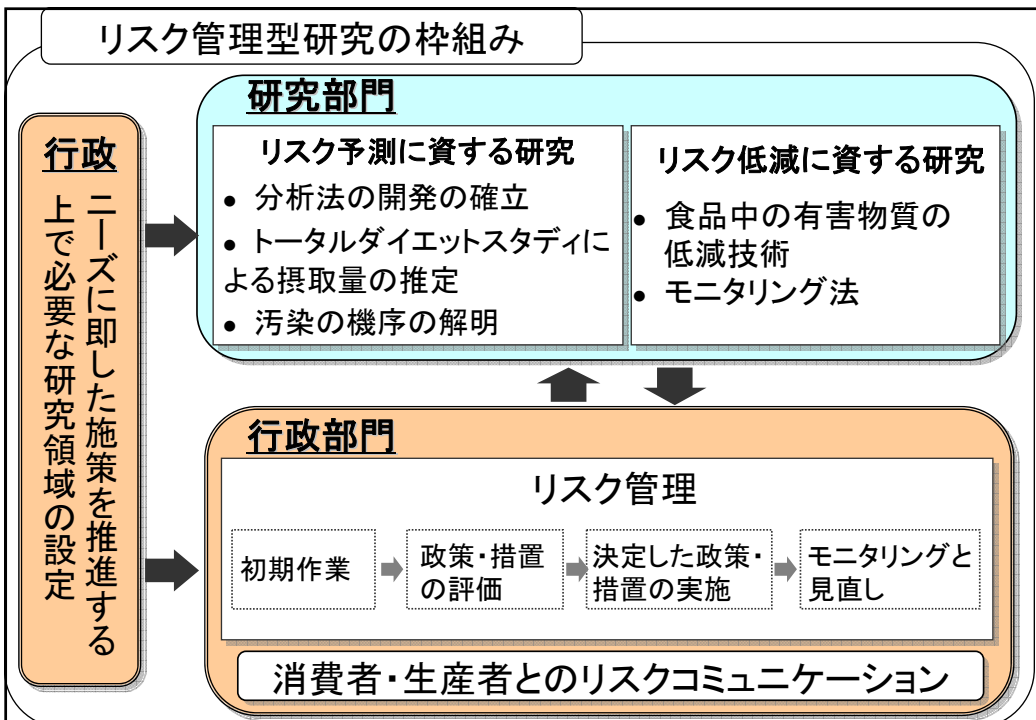 リスク管理型研究の枠組み
行政
ニーズに即した施策を推進する
上で必要な研究領域の設定
研究部門
リスク予測に資する研究
● 分析法の開発の確立
● トータルダイエットスタディに
よる摂取量の推定
● 汚染の機序の解明
リスク低減に資する研究
● 食品中の有害物質の
低減技術
● モニタリング法
行政部門
リスク管理
初期作業
政策・措置
の評価
決定した政策・
措置の実施
モニタリングと
見直し
消費者・生産者とのリスクコミュニケーション